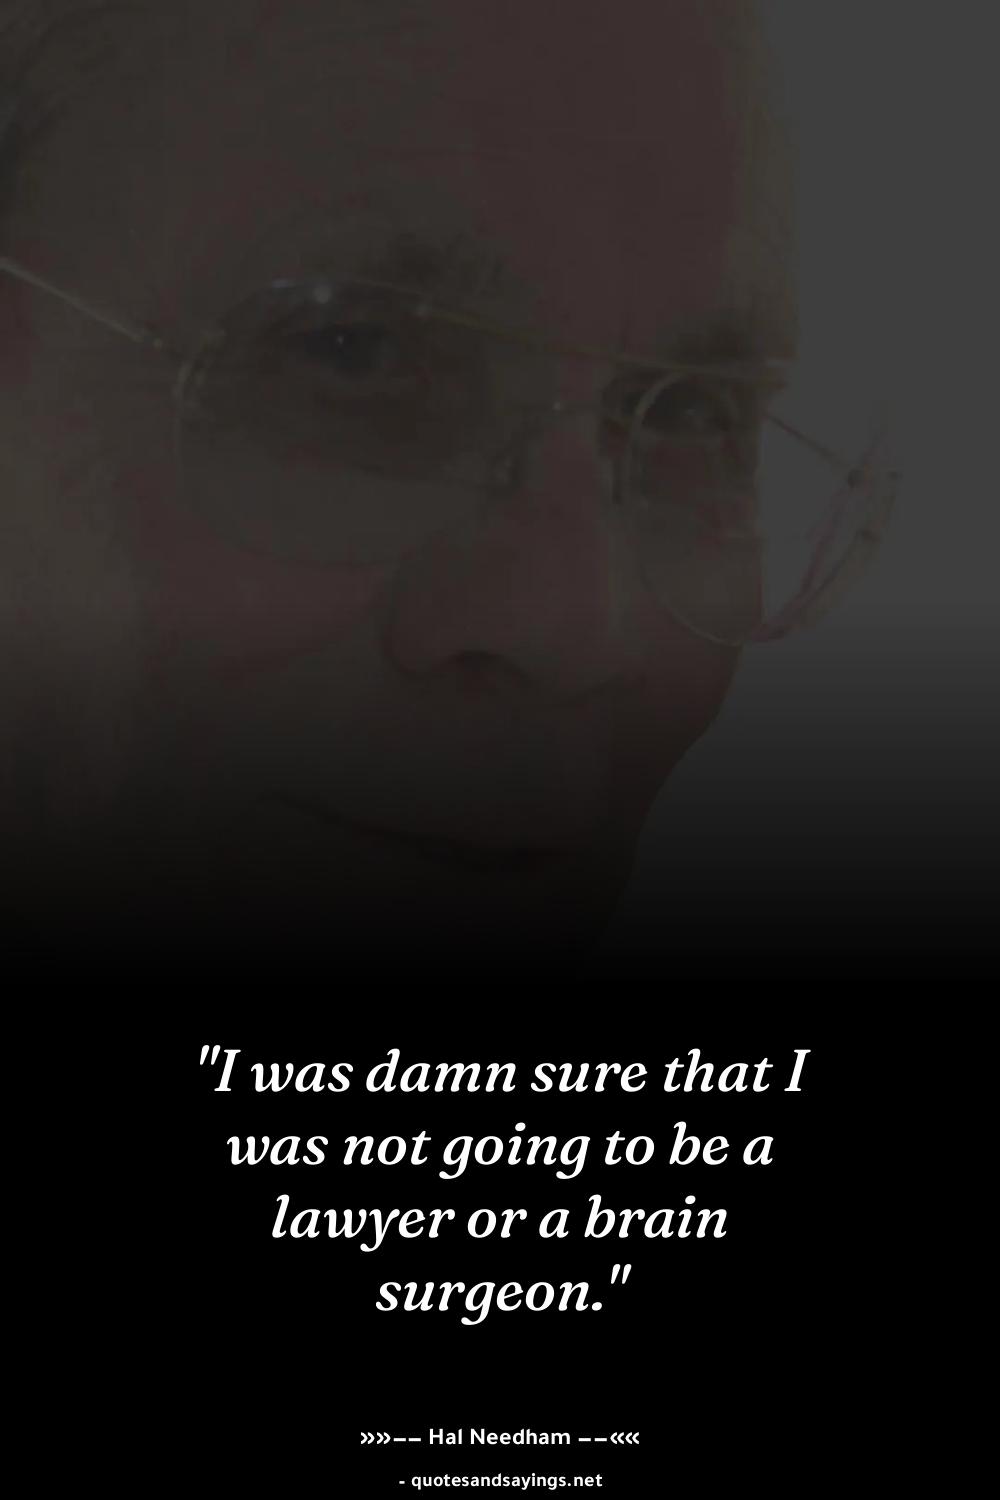 "I was damn sure that I
was not going to be a
lawyer or a brain
surgeon."
»»–– Hal Needham ––««
- quotesandsayings.net